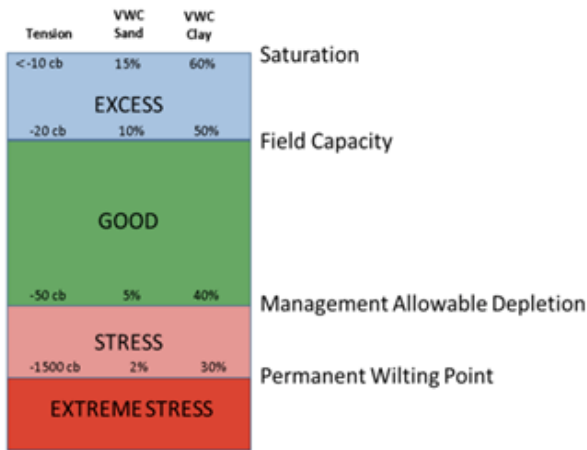 VWC VWC
Tension Sand Clay
<-10 cb 15% 60% Saturation
EXCESS
-20 cb 10% 50% Field Capacity
GOOD
-50 cb 5% 40% Management Allowable Depletion
STRESS
-1500 cb 2% 30% Permanent Wilting Point
EXTREME STRESS